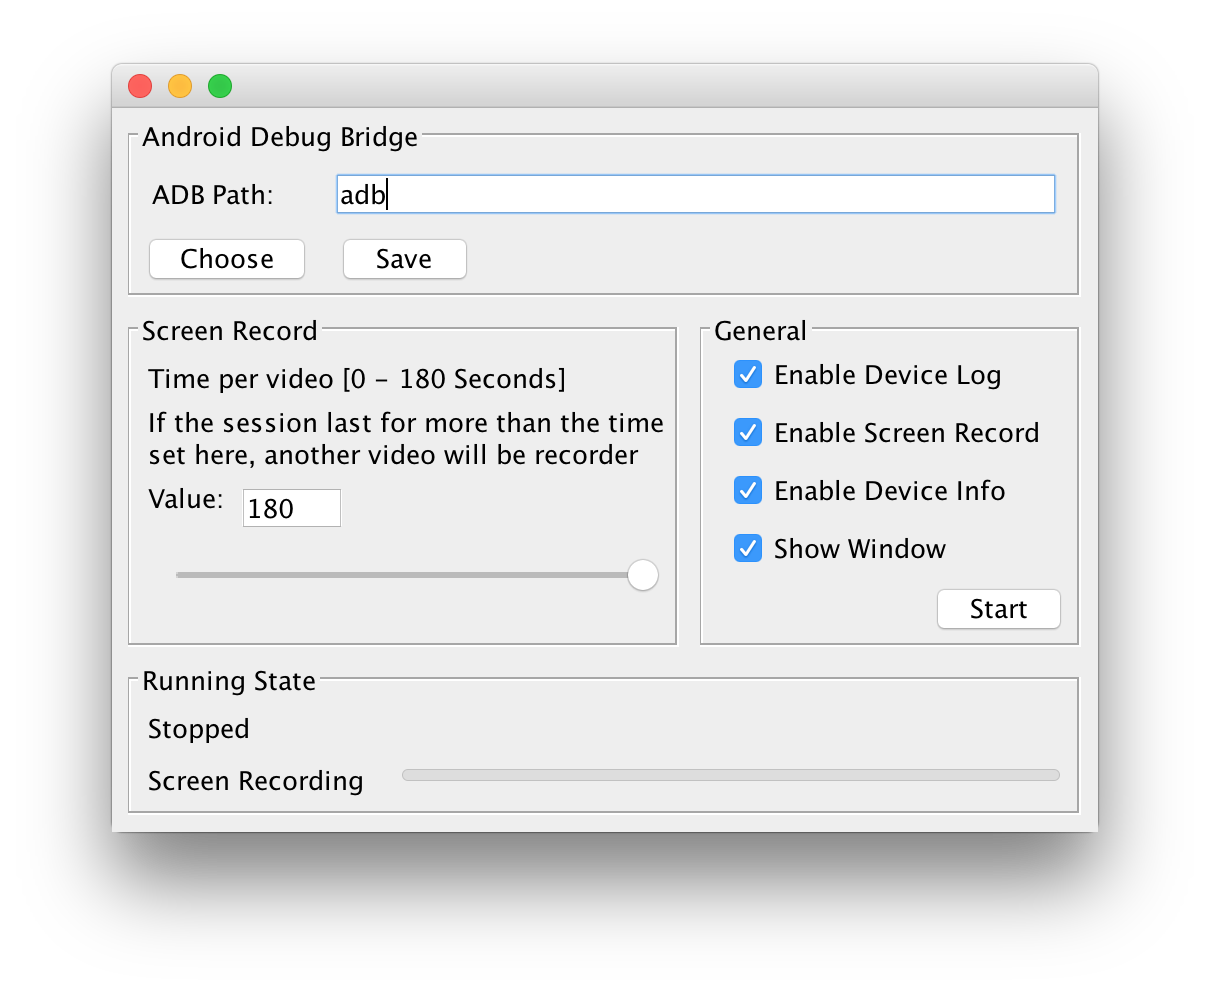 Android Debug Bridge
ADB Path: adb
Choose Save
Screen Record
Time per video [0 – 180 Seconds]
If the session last for more than the time
set here, another video will be recorder
Value: 180
General
Enable Device Log
Enable Screen Record
Enable Device Info
Show Window
Start
Running State
Stopped
Screen Recording